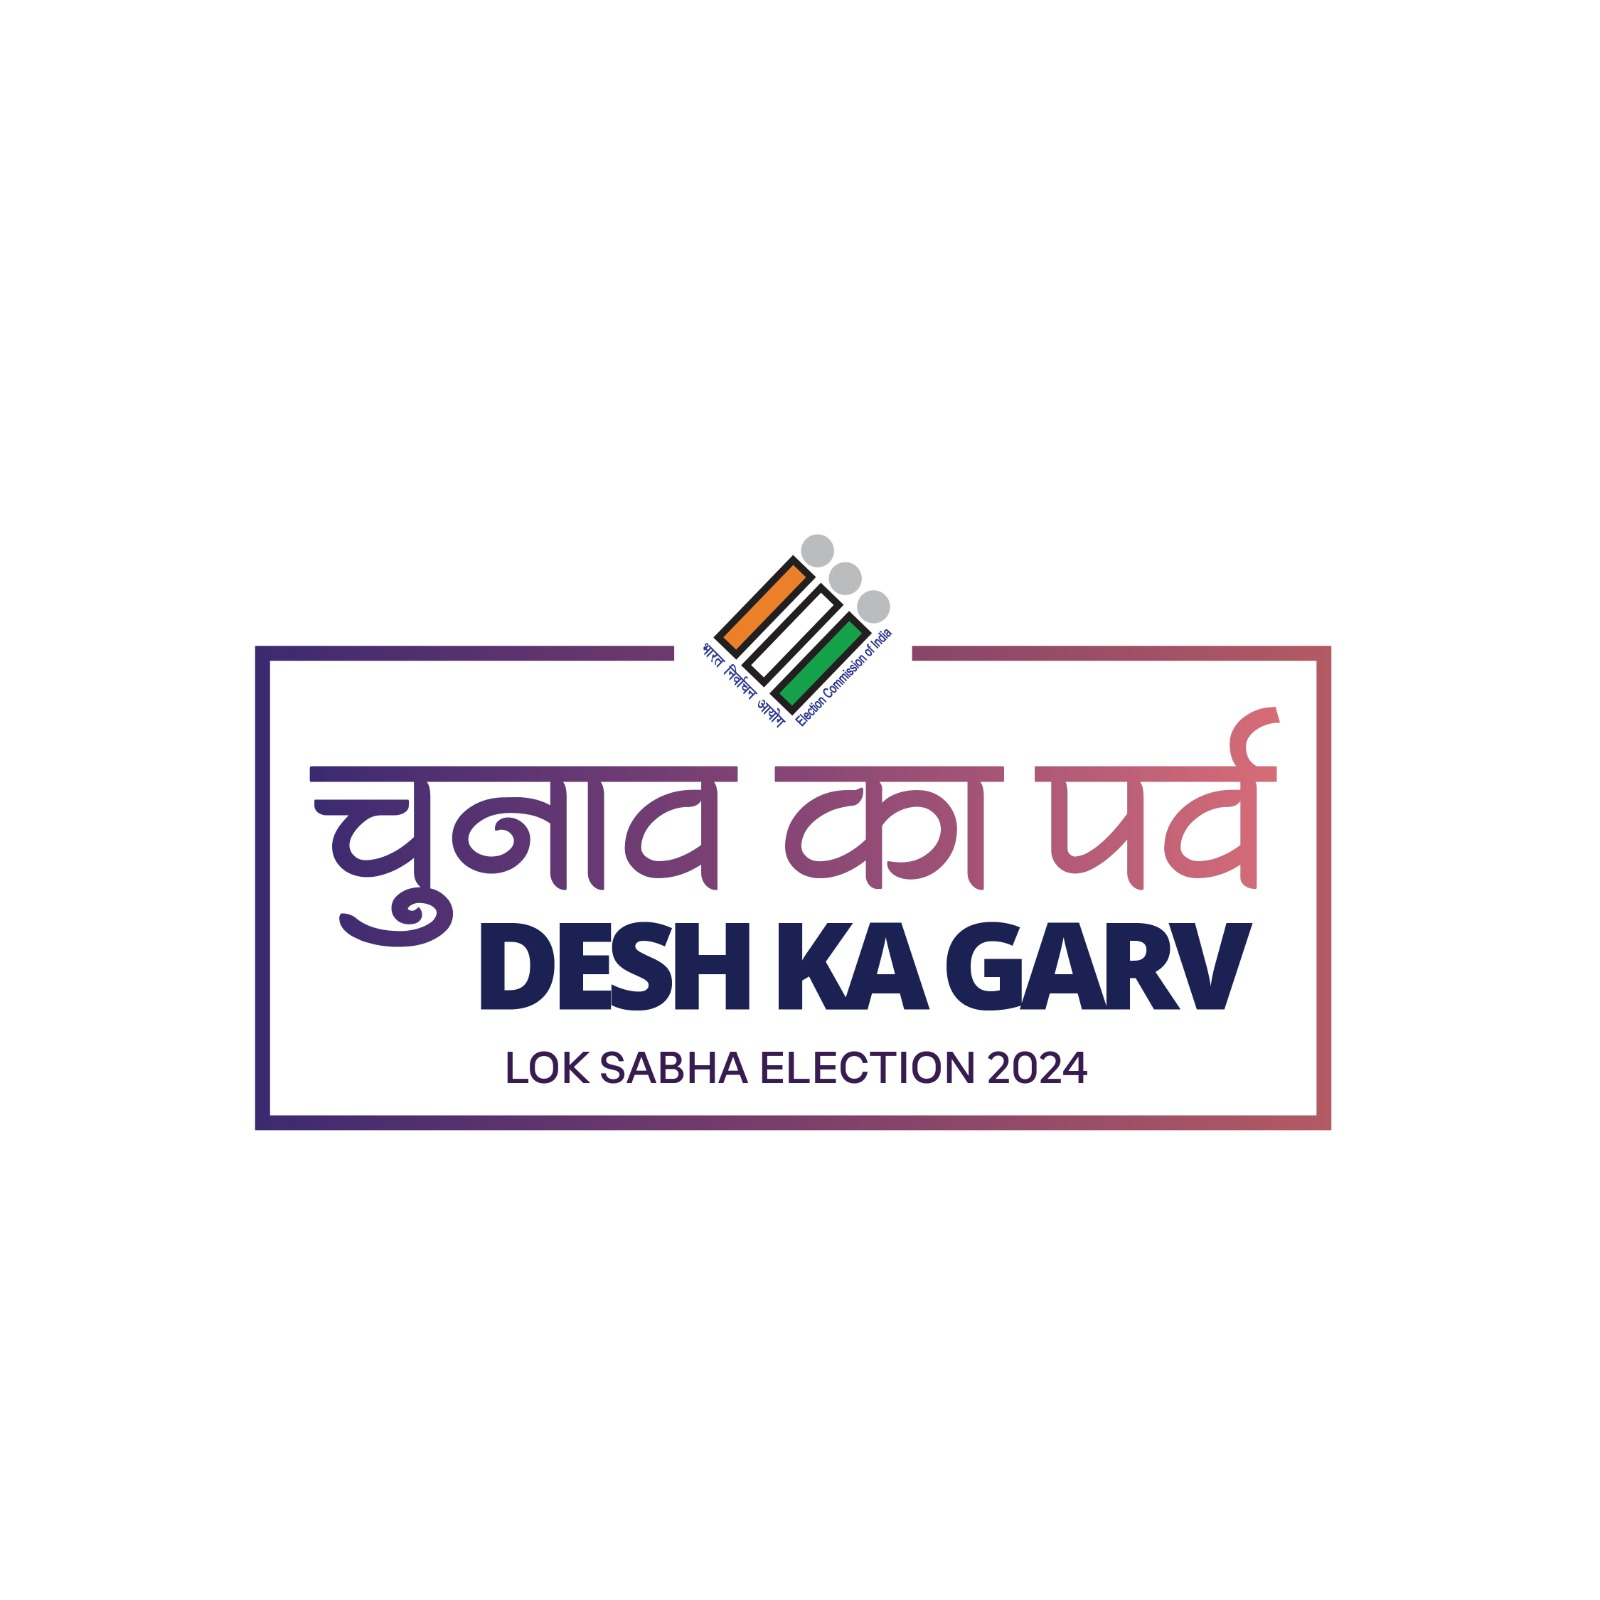 भारत निर्वाचन आयोग
Election Commission of India
चुनाव का पर्व
DESH KA GARV
LOK SABHA ELECTION 2024